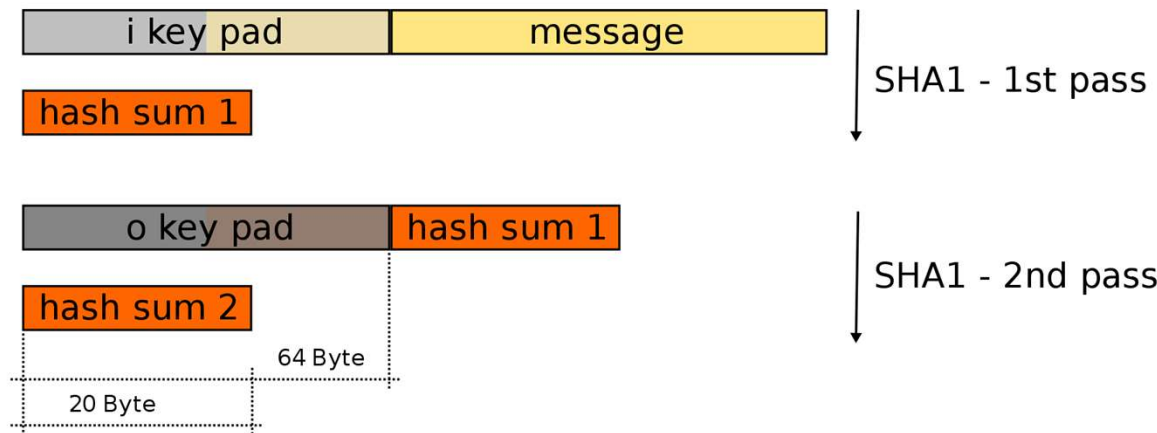 i key pad
message
SHA1 - 1st pass
hash sum 1
o key pad
hash sum 1
SHA1 - 2nd pass
hash sum 2
64 Byte
20 Byte